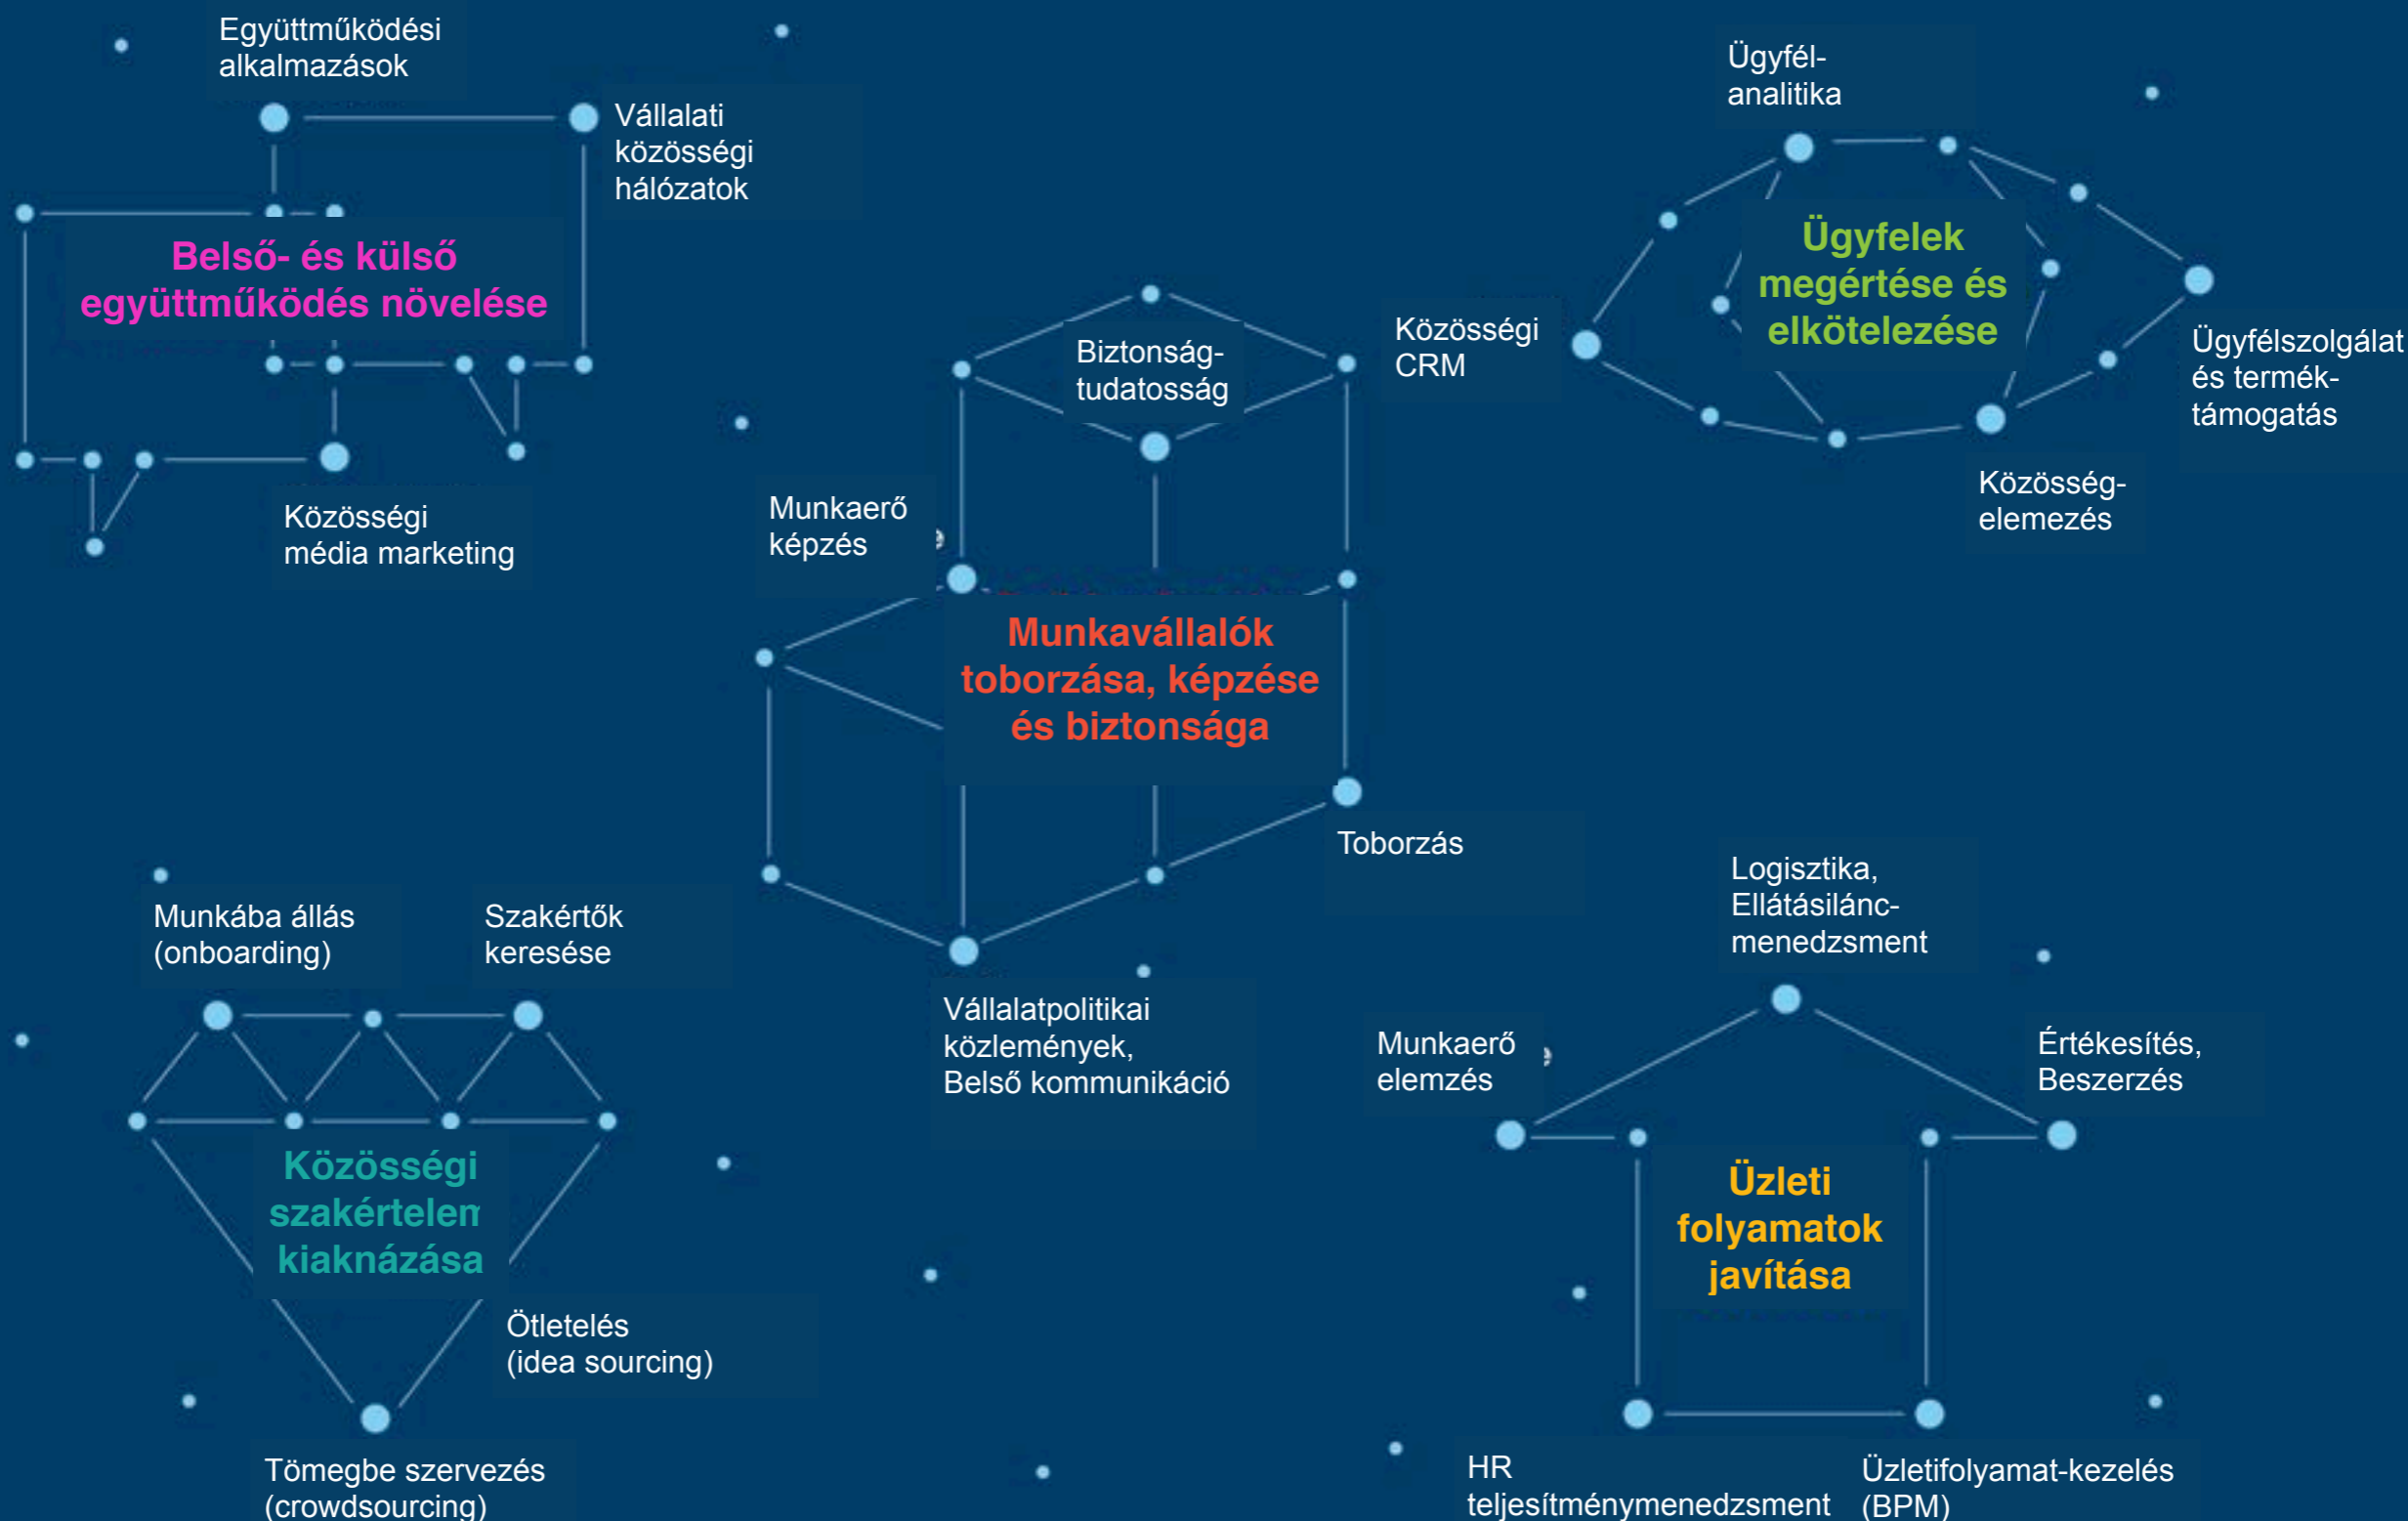 Együttműködési
alkalmazások
Vállalati
közösségi
hálózatok
Belső- és külső
együttműködés növelése
Közösségi
média marketing
Ügyfél-
analitika
Ügyfelek
megértése és
elkötelezése
Közösségi
CRM
Ügyfélszolgálat
és termék-
támogatás
Közösség-
elemezés
Biztonság-
tudatosság
Munkaerő
képzés
Munkavállalók
toborzása, képzése
és biztonsága
Toborzás
Vállalatpolitikai
közlemények,
Belső kommunikáció
Munkába állás
(onboarding)
Szakértők
keresése
Közösségi
szakértelem
kiaknázása
Ötletelés
(idea sourcing)
Tömegbe szervezés
(crowdsourcing)
Logisztika,
Ellátásilánc-
menedzsment
Munkaerő
elemzés
Értékesítés,
Beszerzés
Üzleti
folyamatok
javítása
HR
teljesítménymenedzsment
Üzletifolyamat-kezelés
(BPM)